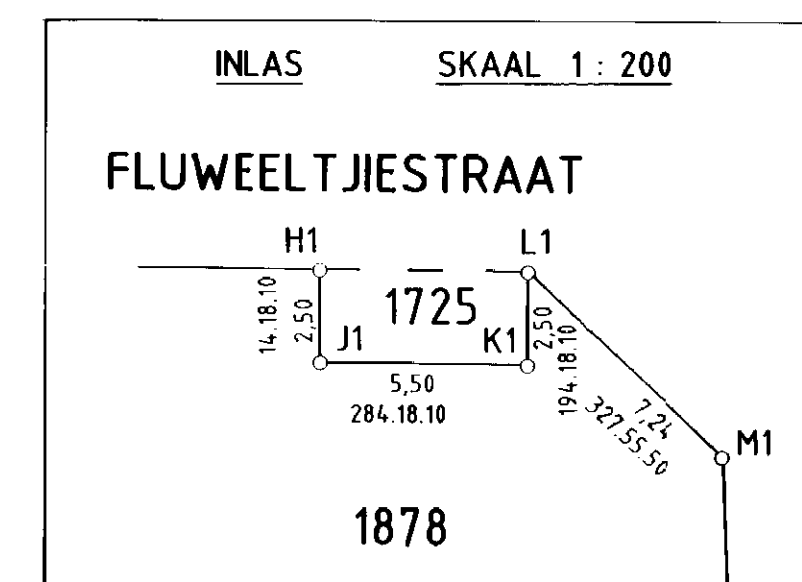 INLAS SKAAL 1 : 200
FLUWEELTJIESTRAAT
H1 L1
14.18.10
2,50
1725
J1 K1
2,50
194.18.10
5,50
284.18.10
7,24
327.55.50
M1
1878